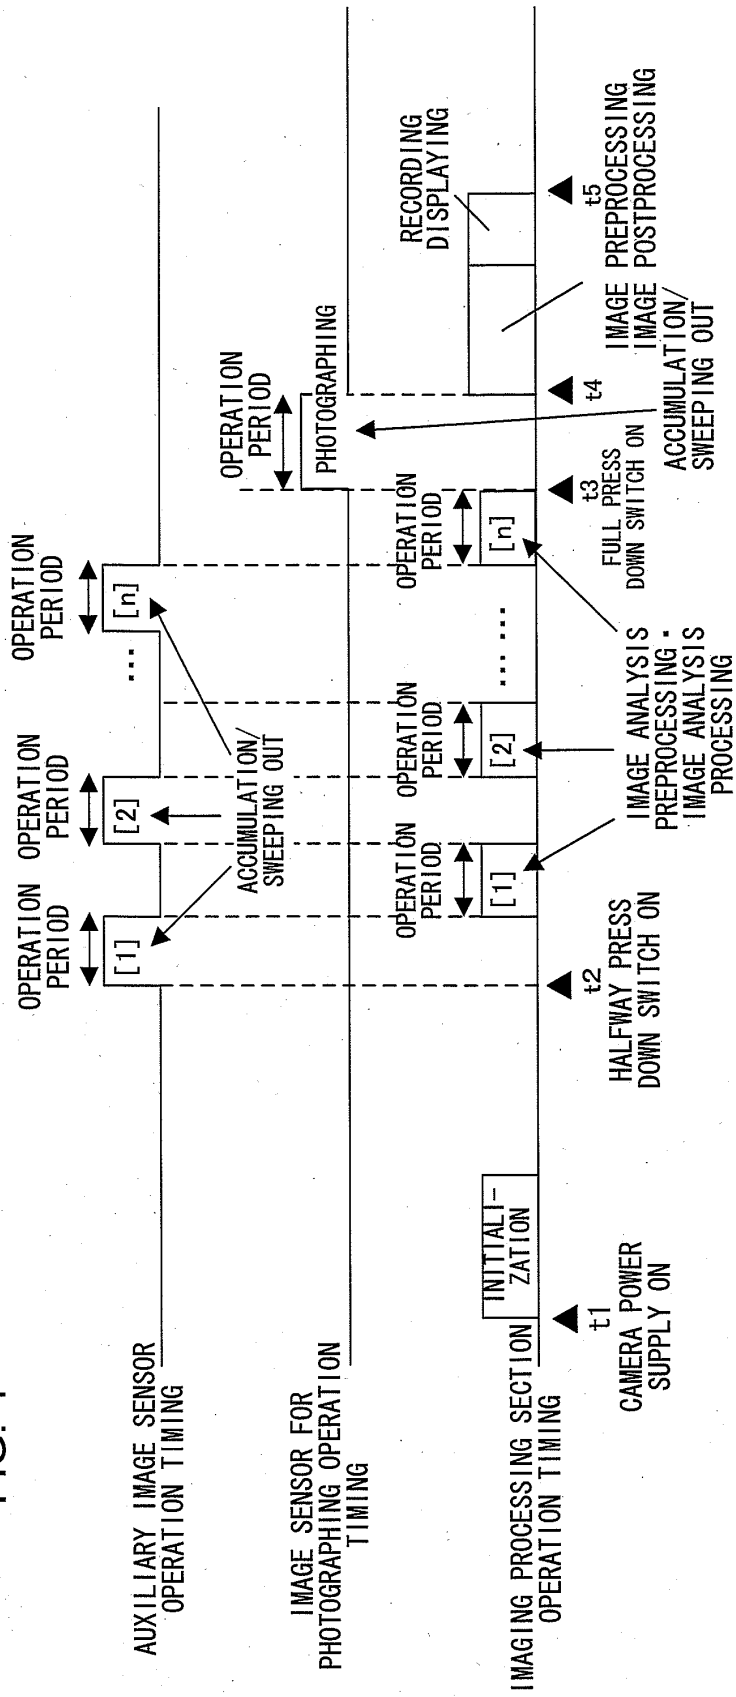 AUXILIARY IMAGE SENSOR
OPERATION TIMING
OPERATION
PERIOD
[1]
OPERATION
PERIOD
[2]
...
OPERATION
PERIOD
[n]
ACCUMULATION/
SWEEPING OUT
IMAGE SENSOR FOR
PHOTOGRAPHING OPERATION
TIMING
OPERATION
PERIOD
PHOTOGRAPHING
IMAGING PROCESSING SECTION
OPERATION TIMING
INITIALI-
ZATION
OPERATION
PERIOD
[1]
OPERATION
PERIOD
[2]
......
OPERATION
PERIOD
[n]
RECORDING
DISPLAYING
t1
CAMERA POWER
SUPPLY ON
t2
HALFWAY PRESS
DOWN SWITCH ON
IMAGE ANALYSIS
PREPROCESSING·
IMAGE ANALYSIS
PROCESSING
t3
FULL PRESS
DOWN SWITCH ON
t4
ACCUMULATION/
SWEEPING OUT
IMAGE PREPROCESSING
IMAGE POSTPROCESSING
t5